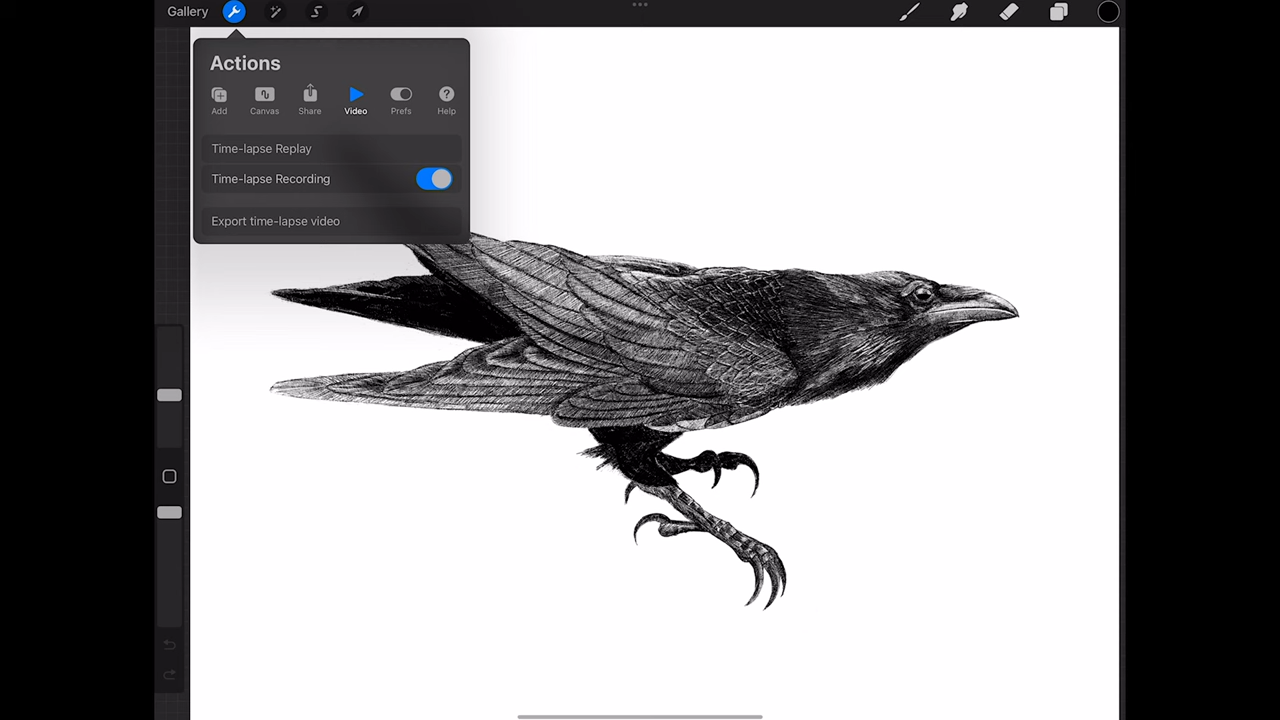 Gallery
Actions
Add Canvas Share Video Prefs Help
Time-lapse Replay
Time-lapse Recording
Export time-lapse video